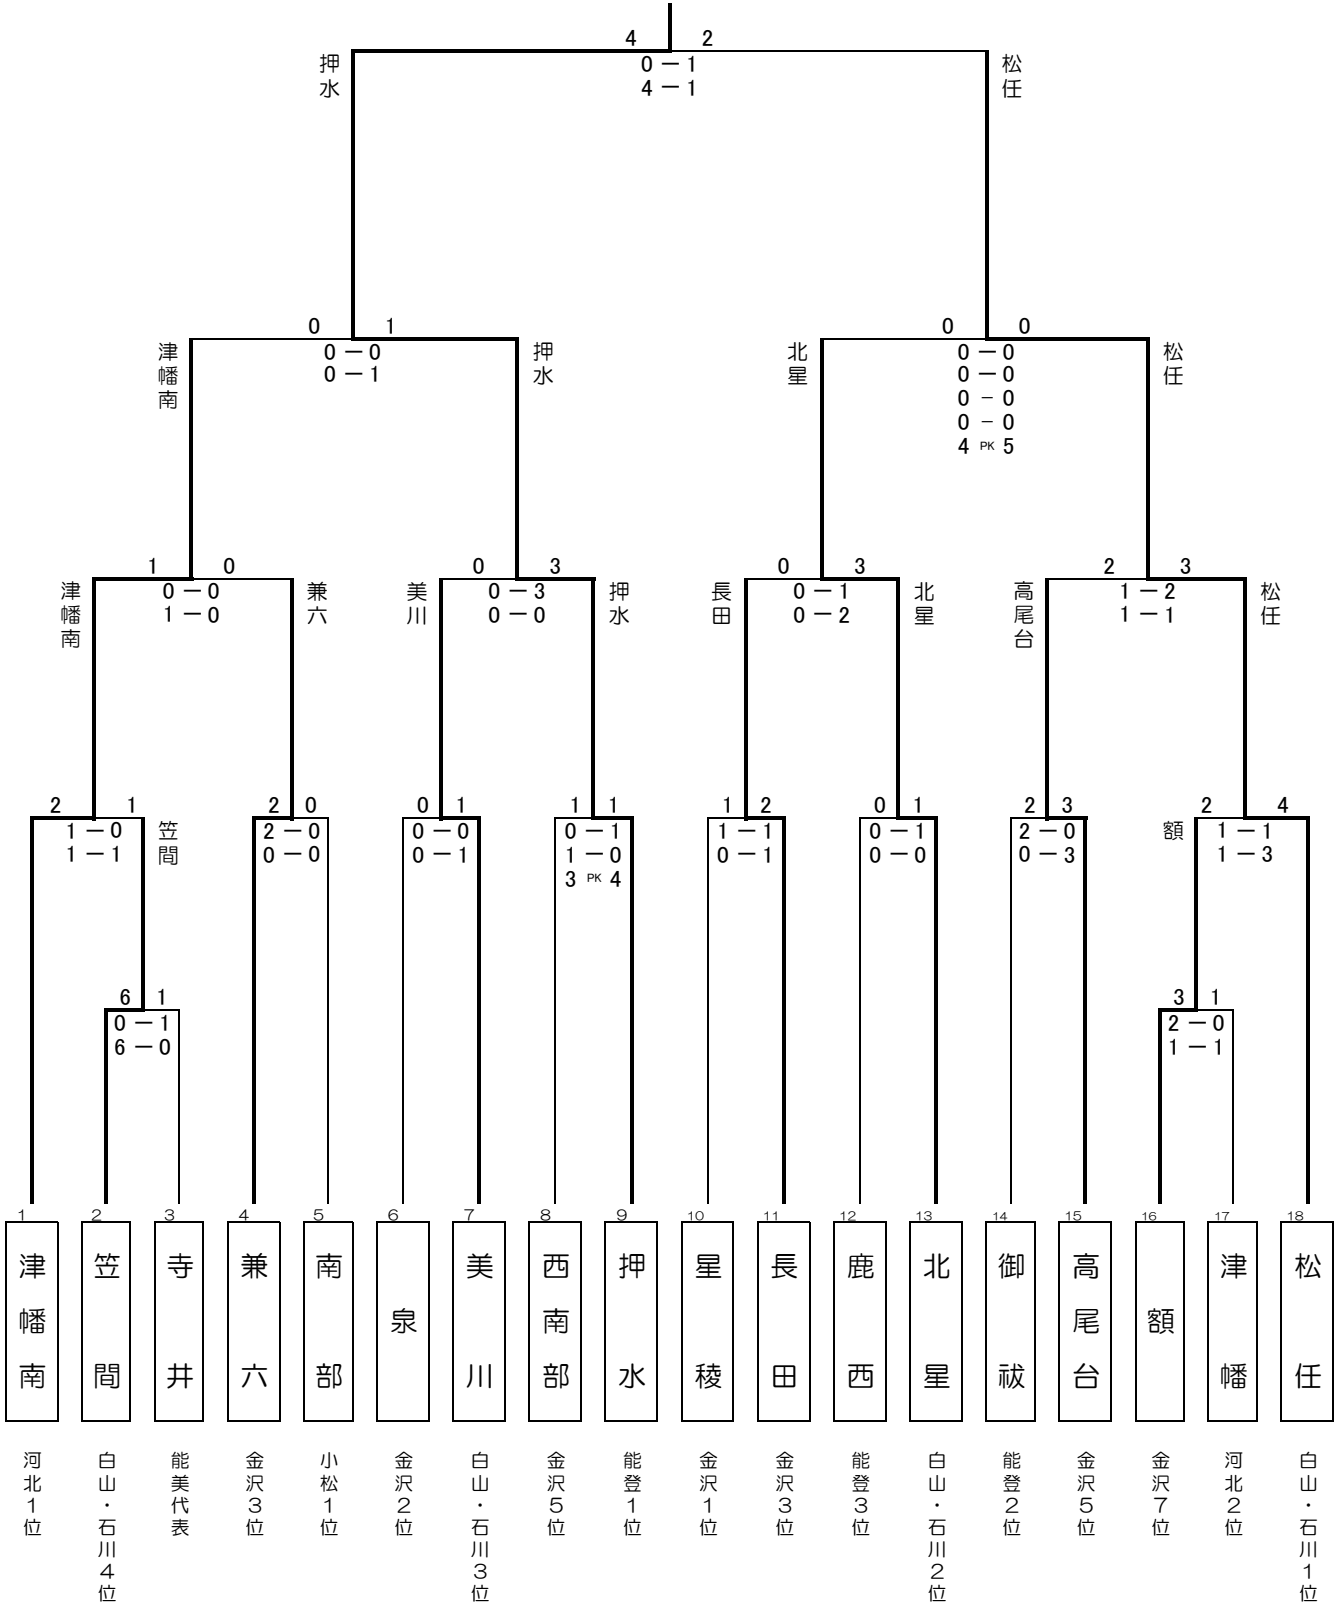 4 2
押水
0 － 1
松任
4 － 1
0 1
0 0
津幡南
0 － 0
0 － 1
押水
北星
0 － 0
0 － 0
0 － 0
0 － 0
4 PK 5
松任
1 0
0 3
0 3
2 3
津幡南
0 － 0
1 － 0
兼六
美川
0 － 3
0 － 0
押水
長田
0 － 1
0 － 2
北星
高尾台
1 － 2
1 － 1
松任
2 1
2 0
0 1
1 1
1 2
0 1
2 3
2 4
1 － 0
1 － 1
笠間
2 － 0
0 － 0
0 － 0
0 － 1
0 － 1
1 － 0
3 PK 4
1 － 1
0 － 1
0 － 1
0 － 0
2 － 0
0 － 3
額
1 － 1
1 － 3
6 1
0 － 1
6 － 0
3 1
2 － 0
1 － 1
1 2 3 4 5 6 7 8 9 10 11 12 13 14 15 16 17 18
津幡南
笠間
寺井
兼六
南部
泉
美川
西南部
押水
星稜
長田
鹿西
北星
御祓
高尾台
額
津幡
松任
河北1位
白山・石川4位
能美代表
金沢3位
小松1位
金沢2位
白山・石川3位
金沢5位
能登1位
金沢1位
金沢3位
能登3位
白山・石川2位
能登2位
金沢5位
金沢7位
河北2位
白山・石川1位